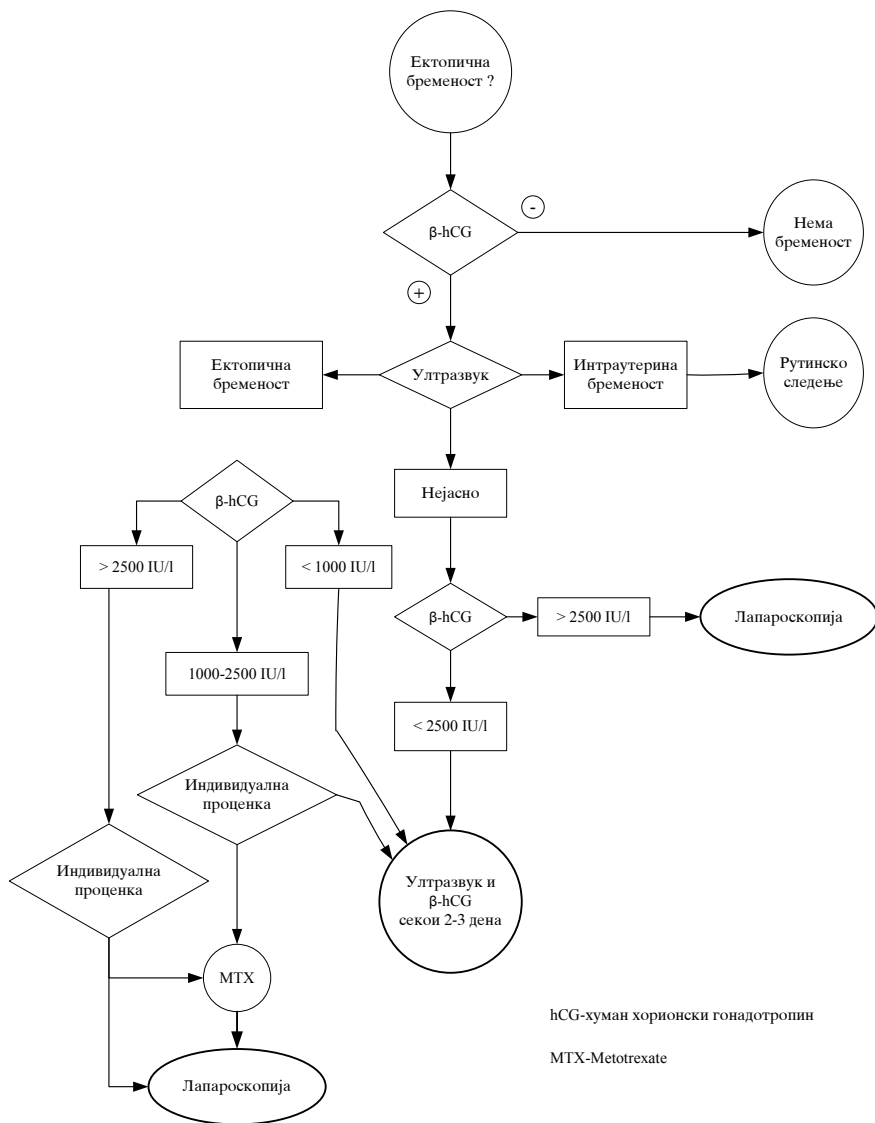 Ектопична
бременост ?
β-hCG
-
Нема
бременост
+
Ектопична
бременост
Ултразвук
Интраутерина
бременост
Рутинско
следење
β-hCG
Нејасно
> 2500 IU/l
< 1000 IU/l
β-hCG
> 2500 IU/l
Лапароскопија
1000-2500 IU/l
< 2500 IU/l
Индивидуална
проценка
Индивидуална
проценка
Ултразвук и
β-hCG
секои 2-3 дена
МТХ
hCG-хуман хорионски гонадотропин
MTX-Metotrexate
Лапароскопија